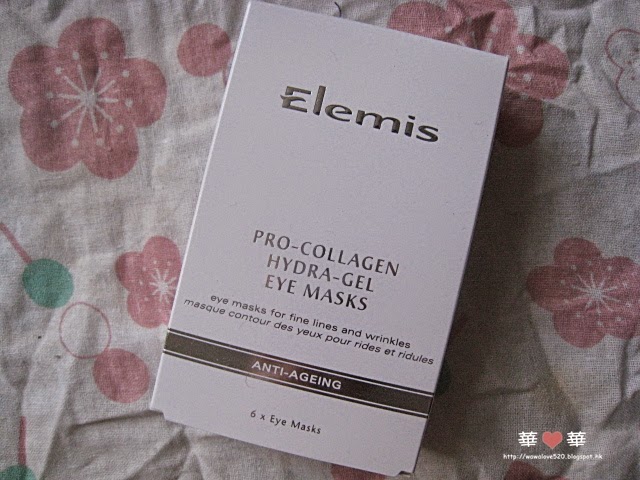 Elemis
PRO-COLLAGEN
HYDRA-GEL
EYE MASKS
eye masks for fine lines and wrinkles
masque contour des yeux pour rides et ridules
ANTI-AGEING
6 x Eye Masks
華❤華
http://wawalove520.blogspot.hk